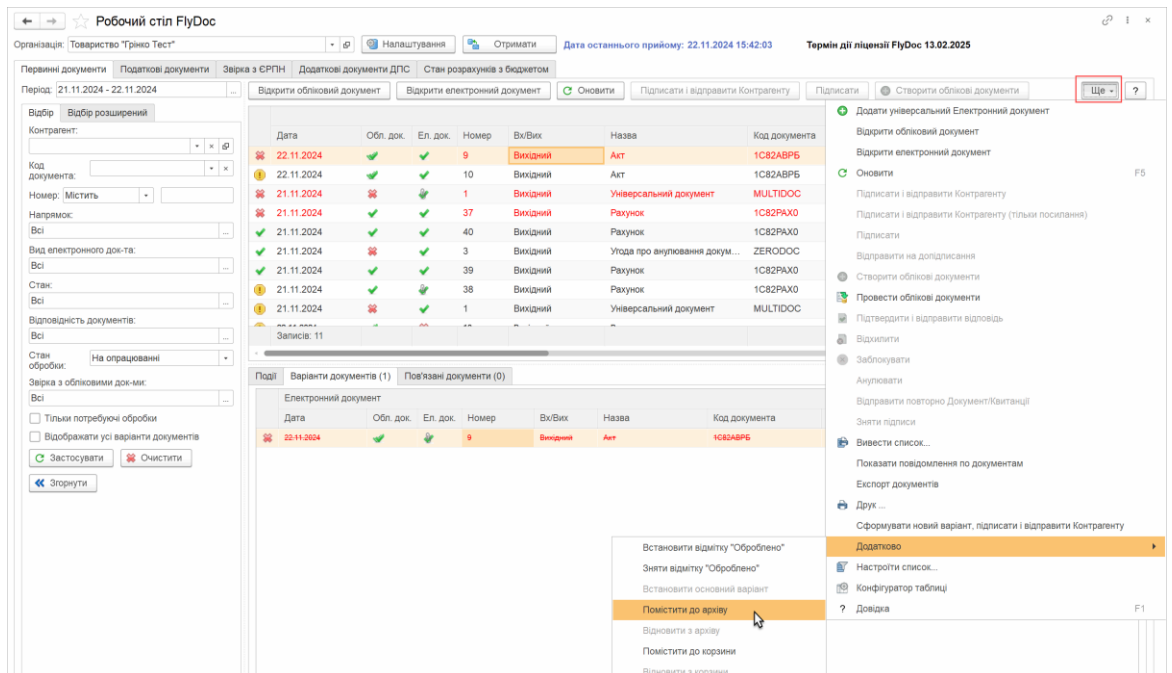 Робочий стіл FlyDoc
Організація: Товариство "Грінко Тест" Налаштування Отримати Дата останнього прийому: 22.11.2024 15:42:03 Термін дії ліцензії FlyDoc 13.02.2025
Первинні документи Податкові документи Звірка з ЄРПН Додаткові документи ДПС Стан розрахунків з бюджетом
Період: 21.11.2024 - 22.11.2024 ... Відкрити обліковий документ Відкрити електронний документ Оновити Підписати і відправити Контрагенту Підписати Створити облікові документи Ще ?
Відбір Відбір розширений
Контрагент:
Код документа:
Номер: Містить
Напрямок:
Всі ...
Вид електронного док-та:
Всі ...
Стан:
Всі ...
Відповідність документів:
Всі ...
Стан обробки: На опрацюванні
Звірка з обліковими док-ми:
Всі ...
Тільки потребуючі обробки
Відображати усі варіанти документів
Застосувати Очистити
Згорнути
Дата Обл. док. Ел. док. Номер Вх/Вих Назва Код документа
22.11.2024 9 Вихідний Акт 1С82АВРБ
22.11.2024 10 Вихідний Акт 1С82АВРБ
21.11.2024 1 Вихідний Універсальний документ MULTIDOC
21.11.2024 37 Вихідний Рахунок 1C82PAX0
21.11.2024 40 Вихідний Рахунок 1C82PAX0
21.11.2024 3 Вихідний Угода про анулювання докум... ZERODOC
21.11.2024 39 Вихідний Рахунок 1C82PAX0
21.11.2024 38 Вихідний Рахунок 1C82PAX0
21.11.2024 1 Вихідний Універсальний документ MULTIDOC
Записів: 11
Події Варіанти документів (1) Пов'язані документи (0)
Електронний документ
Дата Обл. док. Ел. док. Номер Вх/Вих Назва Код документа
22.11.2024 9 Вихідний Акт 1С82АВРБ
Додати універсальний Електронний документ
Відкрити обліковий документ
Відкрити електронний документ
Оновити F5
Підписати і відправити Контрагенту
Підписати і відправити Контрагенту (тільки посилання)
Підписати
Відправити на допідписання
Створити облікові документи
Провести облікові документи
Підтвердити і відправити відповідь
Відхилити
Заблокувати
Анулювати
Відправити повторно Документ/Квитанції
Зняти підписи
Вивести список...
Показати повідомлення по документам
Експорт документів
Друк ...
Сформувати новий варіант, підписати і відправити Контрагенту
Додатково
Настроїти список...
Конфігуратор таблиці
? Довідка F1
Встановити відмітку "Оброблено"
Зняти відмітку "Оброблено"
Встановити основний варіант
Помістити до архіву
Відновити з архіву
Помістити до корзини
Відновити з корзини